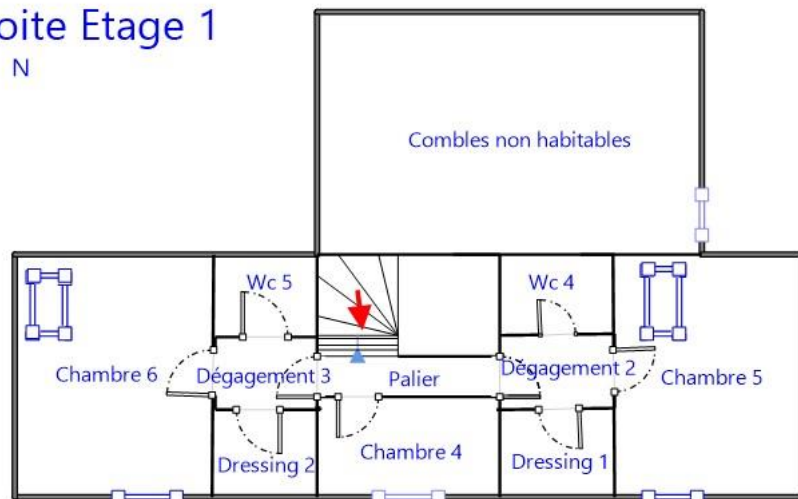 oite Etage 1
N
Combles non habitables
Wc 5
Wc 4
Chambre 6
Dégagement 3
Palier
Dégagement 2
Chambre 5
Dressing 2
Chambre 4
Dressing 1